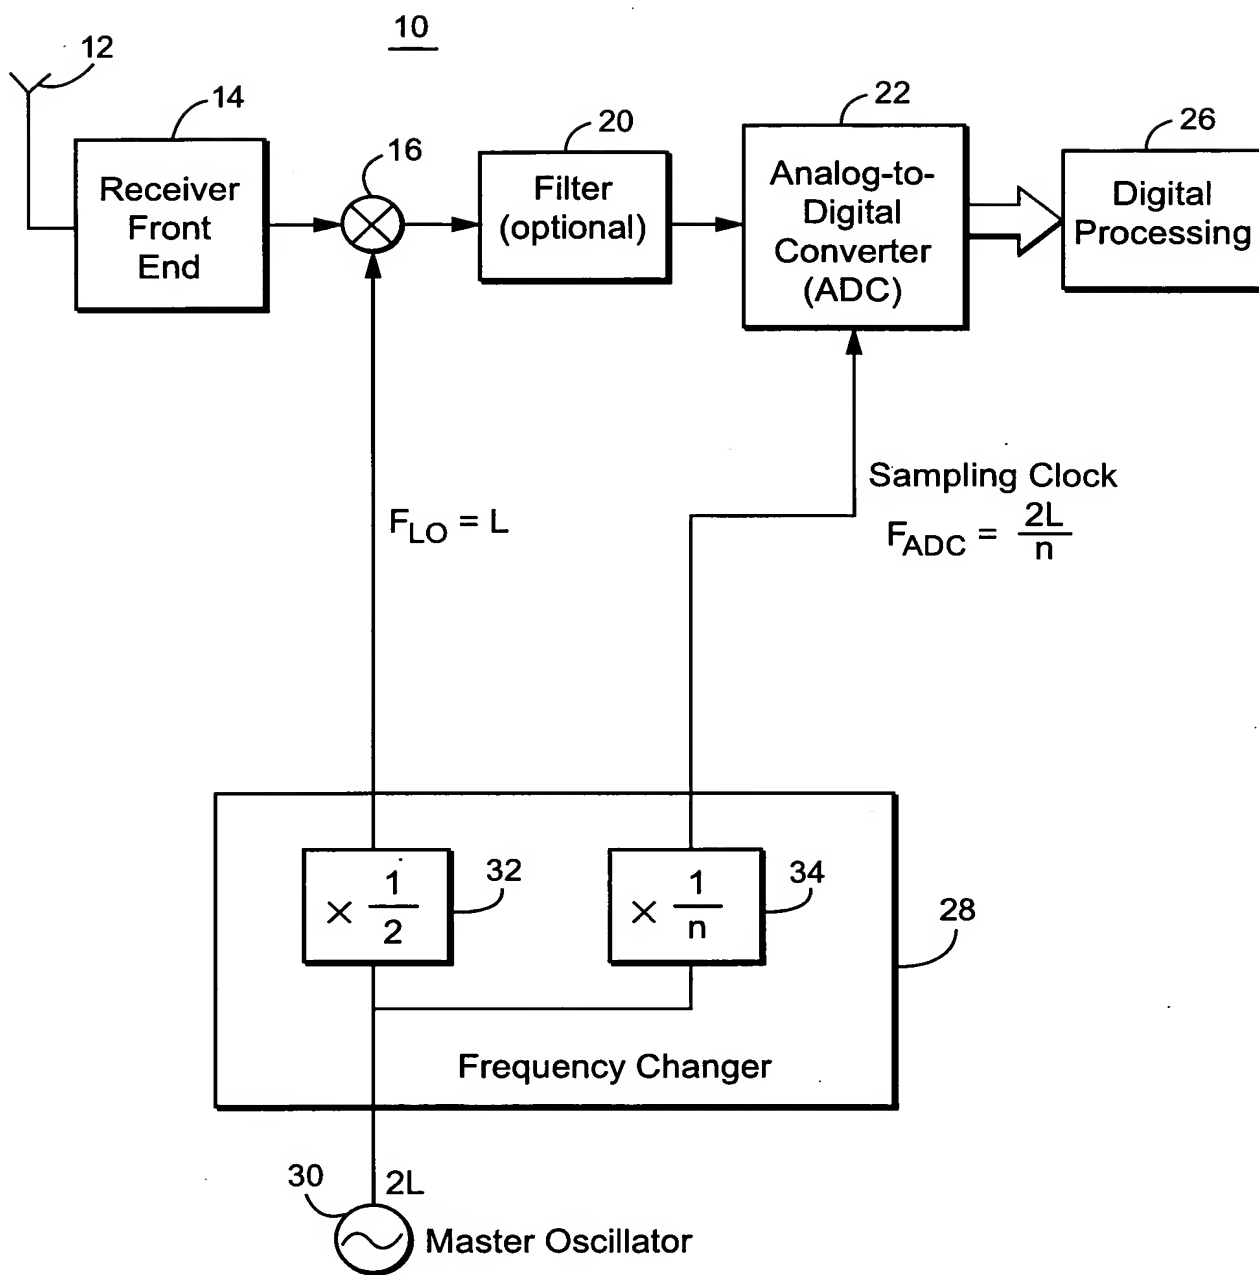 10
12
14
Receiver
Front
End
16
20
Filter
(optional)
22
Analog-to-
Digital
Converter
(ADC)
26
Digital
Processing
F_LO = L
Sampling Clock
F_ADC = 2L/n
× 1/2
32
× 1/n
34
28
Frequency Changer
30
2L
Master Oscillator